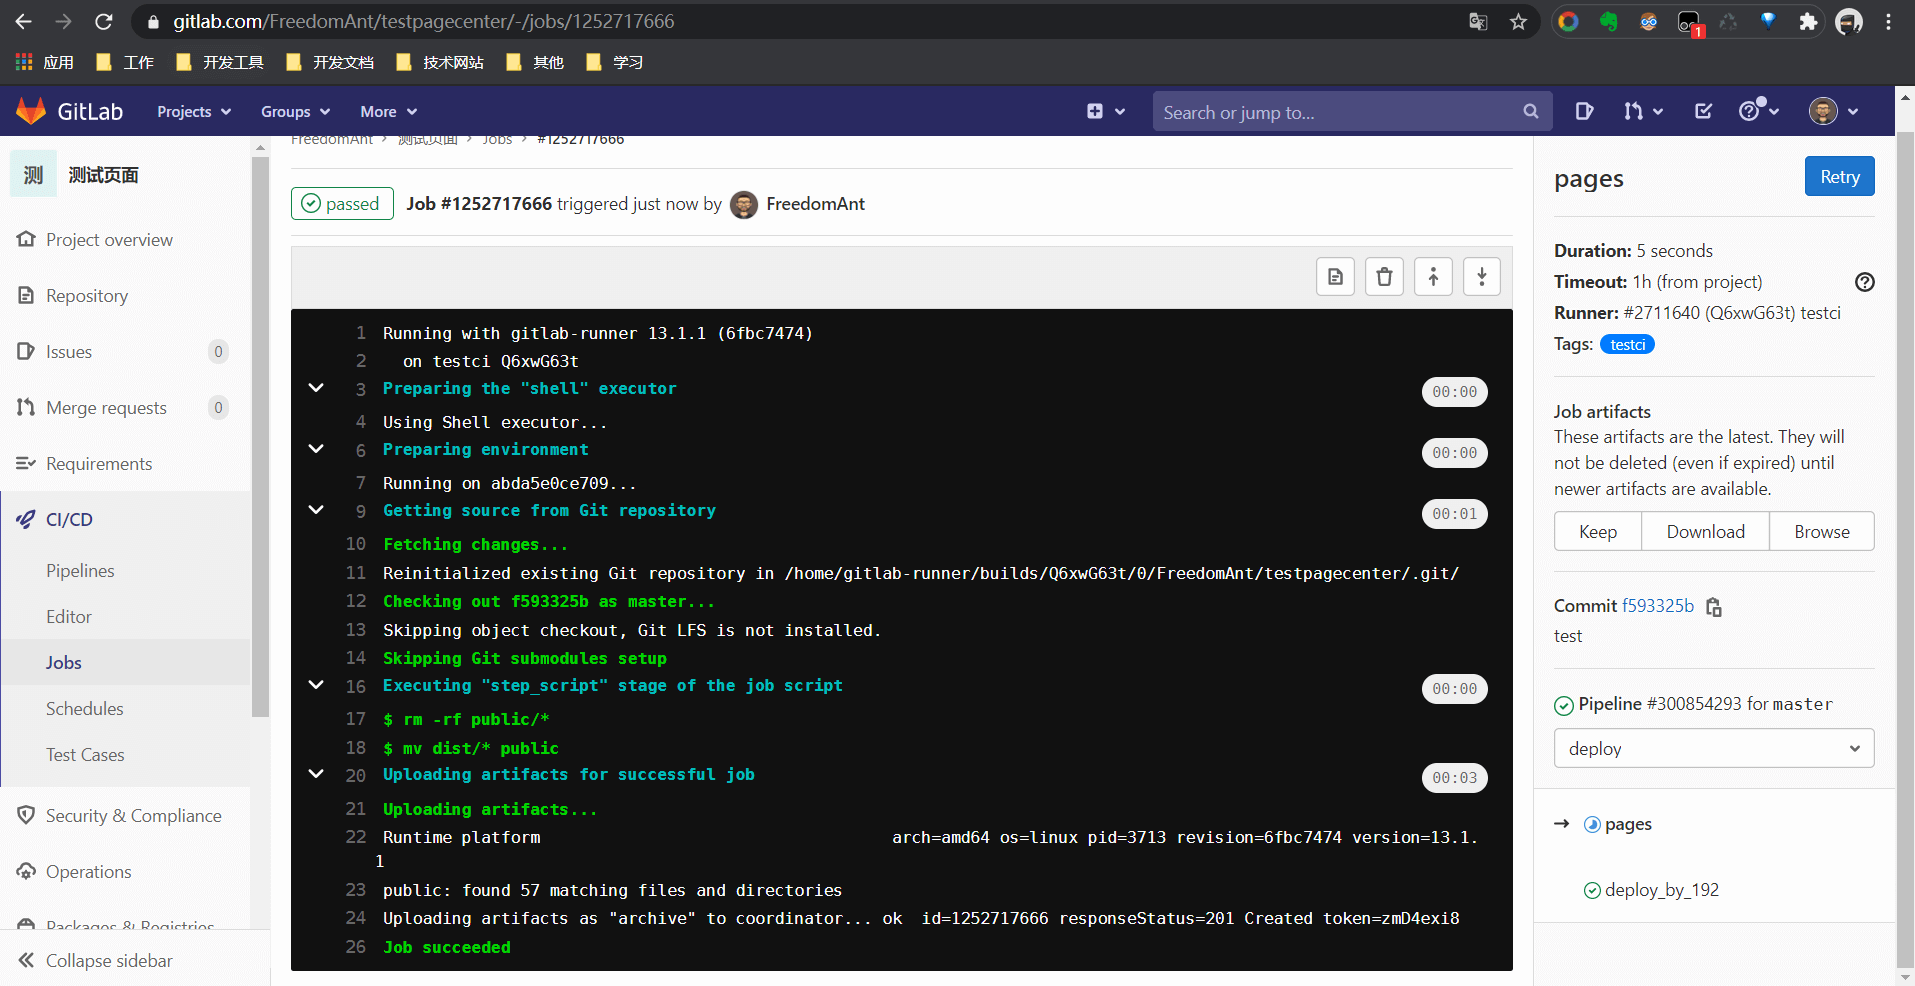 gitlab.com/FreedomAnt/testpagecenter/-/jobs/1252717666
1
应用 工作 开发工具 开发文档 技术网站 其他 学习
GitLab Projects Groups More Search or jump to...
FreedomAnt > 测试页面 > Jobs > #1252717666
测 测试页面
Project overview
Repository
Issues 0
Merge requests 0
Requirements
CI/CD
Pipelines
Editor
Jobs
Schedules
Test Cases
Security & Compliance
Operations
Packages & Registries
Collapse sidebar
passed Job #1252717666 triggered just now by FreedomAnt
1 Running with gitlab-runner 13.1.1 (6fbc7474)
2 on testci Q6xwG63t
3 Preparing the "shell" executor 00:00
4 Using Shell executor...
6 Preparing environment 00:00
7 Running on abda5e0ce709...
9 Getting source from Git repository 00:01
10 Fetching changes...
11 Reinitialized existing Git repository in /home/gitlab-runner/builds/Q6xwG63t/0/FreedomAnt/testpagecenter/.git/
12 Checking out f593325b as master...
13 Skipping object checkout, Git LFS is not installed.
14 Skipping Git submodules setup
16 Executing "step_script" stage of the job script 00:00
17 $ rm -rf public/*
18 $ mv dist/* public
20 Uploading artifacts for successful job 00:03
21 Uploading artifacts...
22 Runtime platform arch=amd64 os=linux pid=3713 revision=6fbc7474 version=13.1.
1
23 public: found 57 matching files and directories
24 Uploading artifacts as "archive" to coordinator... ok id=1252717666 responseStatus=201 Created token=zmD4exi8
26 Job succeeded
pages Retry
Duration: 5 seconds
Timeout: 1h (from project)
Runner: #2711640 (Q6xwG63t) testci
Tags: testci
Job artifacts
These artifacts are the latest. They will
not be deleted (even if expired) until
newer artifacts are available.
Keep Download Browse
Commit f593325b
test
Pipeline #300854293 for master
deploy
pages
deploy_by_192